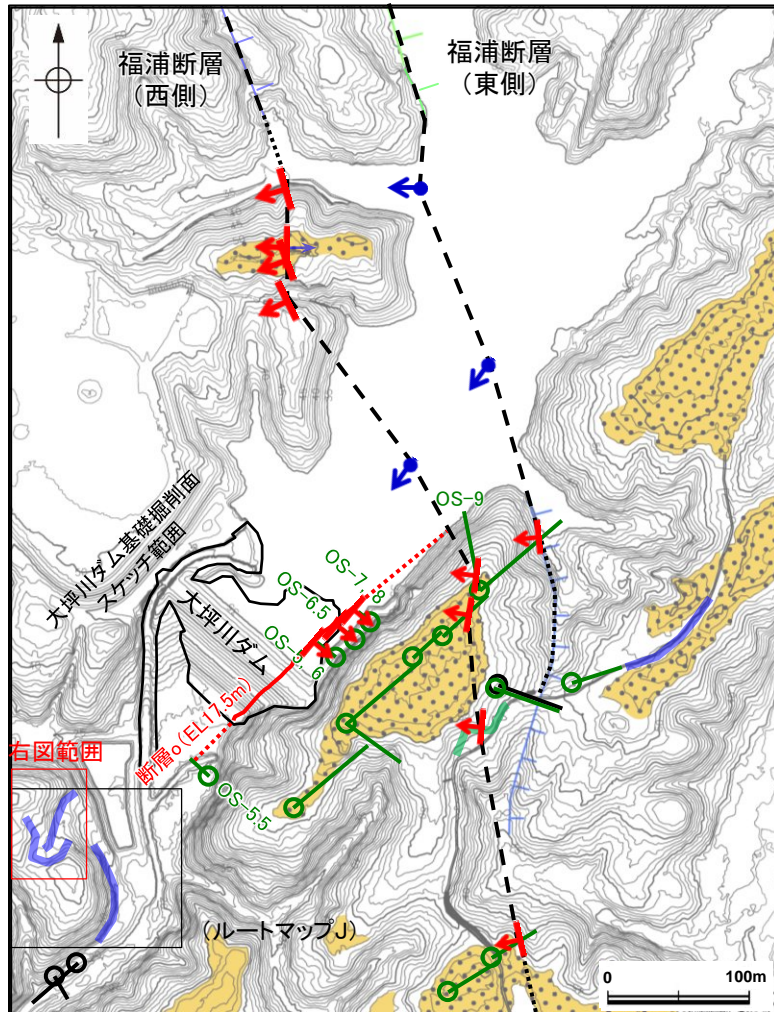 福浦断層
(西側)
福浦断層
(東側)
OS-9
大坪川ダム基礎掘削面
スケッチ範囲
OS-7, 8
OS-6.5
大坪川ダム
OS-3, 6
断層o(EL17.5m)
右図範囲
OS-5.5
(ルートマップJ)
0
100m